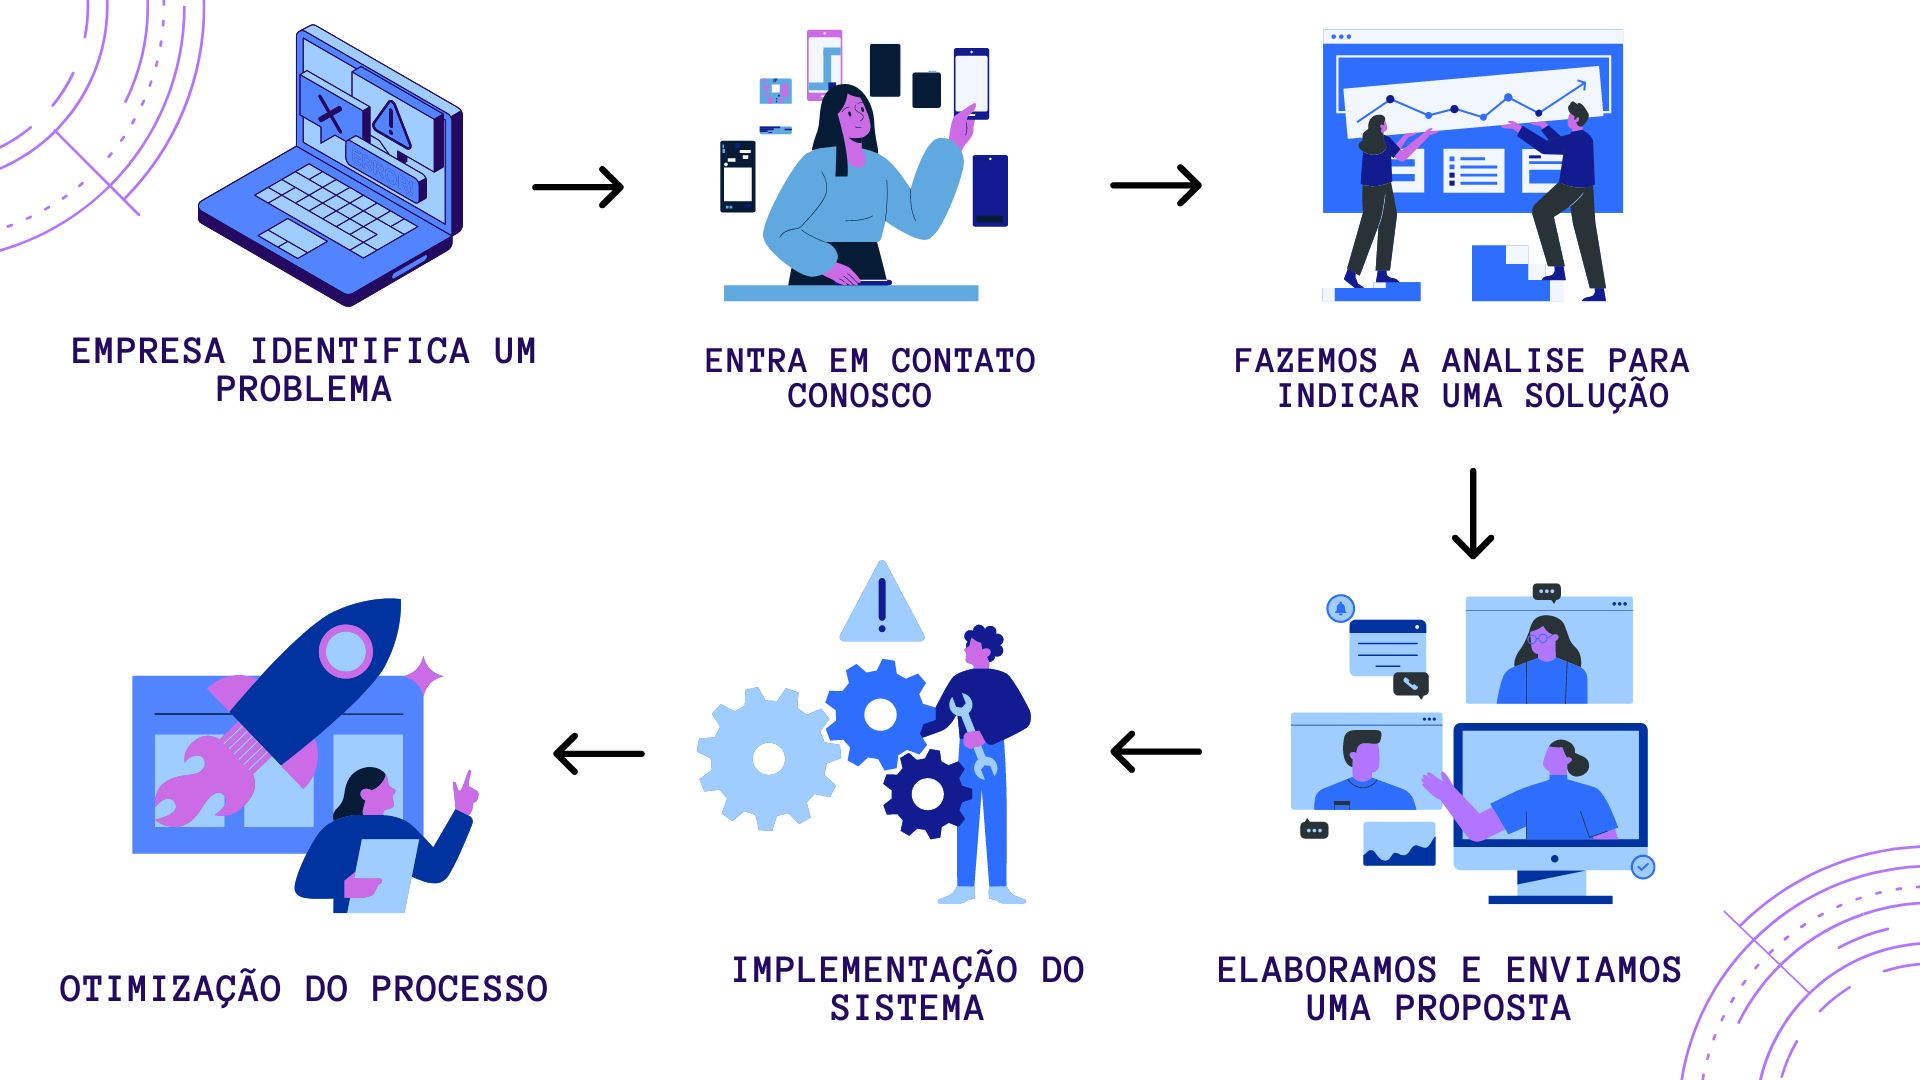 ERROR!
EMPRESA IDENTIFICA UM
PROBLEMA
ENTRA EM CONTATO
CONOSCO
FAZEMOS A ANALISE PARA
INDICAR UMA SOLUÇÃO
OTIMIZAÇÃO DO PROCESSO
IMPLEMENTAÇÃO DO
SISTEMA
ELABORAMOS E ENVIAMOS
UMA PROPOSTA